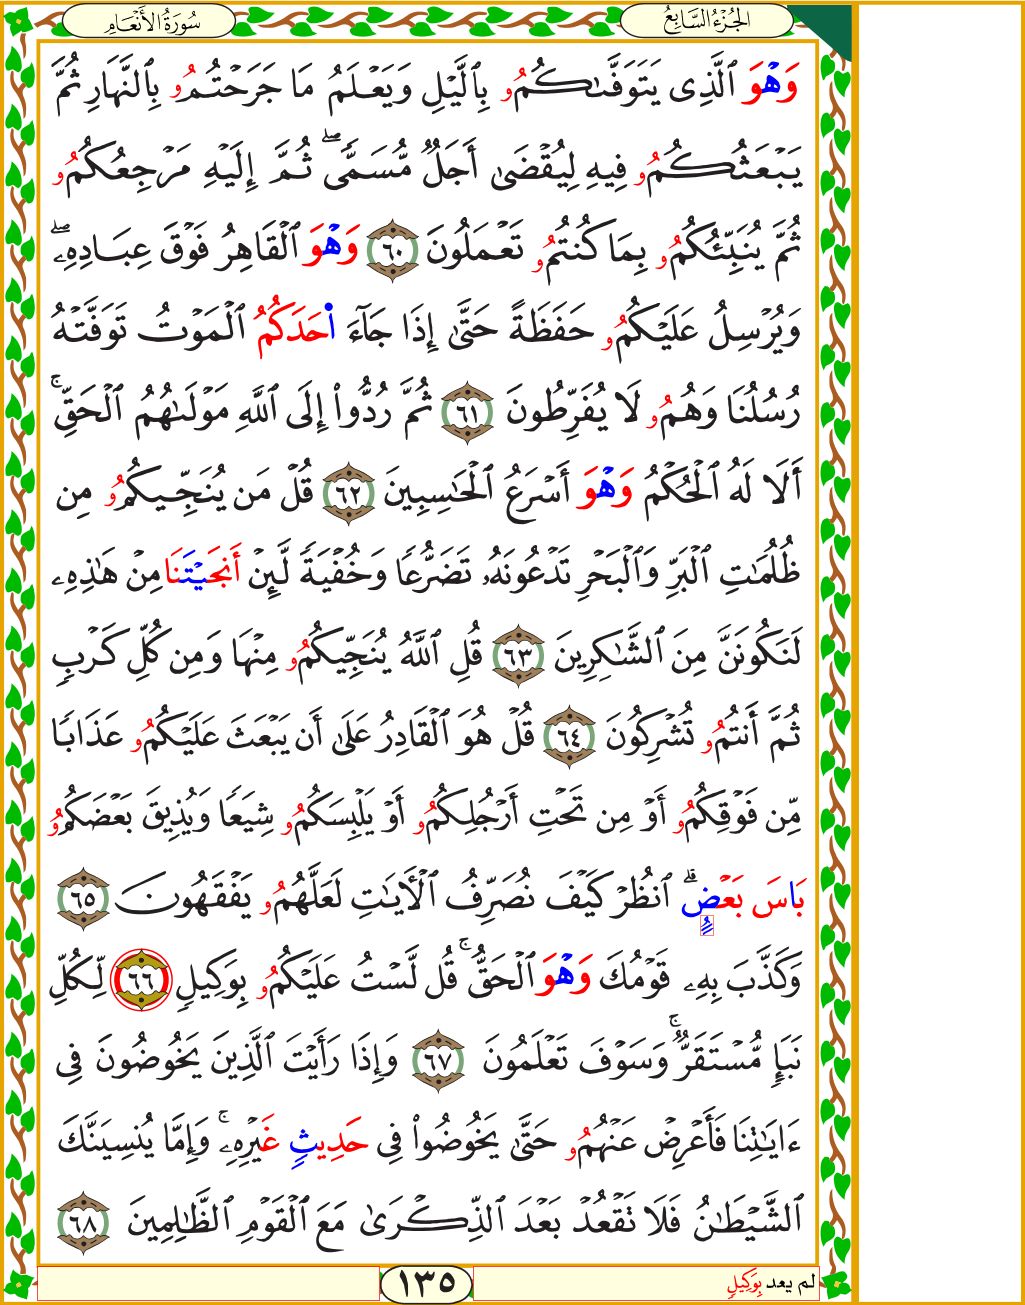 الجُزْءُ السَّابِعُ
سُورَةُ الأَنْعَامِ
وَهْوَ ٱلَّذِى يَتَوَفَّىٰكُمُۥ بِٱلَّيْلِ وَيَعْلَمُ مَا جَرَحْتُمُۥ بِٱلنَّهَارِ ثُمَّ
يَبْعَثُكُمُۥ فِيهِ لِيُقْضَىٰٓ أَجَلٌ مُّسَمًّىۖ ثُمَّ إِلَيْهِ مَرْجِعُكُمُۥ
ثُمَّ يُنَبِّئُكُمُۥ بِمَا كُنتُمُۥ تَعْمَلُونَ ٦٠ وَهْوَ ٱلْقَاهِرُ فَوْقَ عِبَادِهِۦۖ
وَيُرْسِلُ عَلَيْكُمُۥ حَفَظَةً حَتَّىٰ إِذَا جَآءَ ا۬حَدَكُمُ ٱلْمَوْتُ تَوَفَّتْهُ
رُسُلُنَا وَهُمُۥ لَا يُفَرِّطُونَ ٦١ ثُمَّ رُدُّوٓا۟ إِلَى ٱللَّهِ مَوْلَىٰهُمُ ٱلْحَقِّۚ
أَلَا لَهُ ٱلْحُكْمُ وَهْوَ أَسْرَعُ ٱلْحَٰسِبِينَ ٦٢ قُلْ مَن يُنَجِّيكُمُۥ مِن
ظُلُمَٰتِ ٱلْبَرِّ وَٱلْبَحْرِ تَدْعُونَهُۥ تَضَرُّعًا وَخُفْيَةً لَّئِنْ أَنجَيْتَنَا مِنْ هَٰذِهِۦ
لَنَكُونَنَّ مِنَ ٱلشَّٰكِرِينَ ٦٣ قُلِ ٱللَّهُ يُنَجِّيكُمُۥ مِنْهَا وَمِن كُلِّ كَرْبٍ
ثُمَّ أَنتُمُۥ تُشْرِكُونَ ٦٤ قُلْ هُوَ ٱلْقَادِرُ عَلَىٰٓ أَن يَبْعَثَ عَلَيْكُمُۥ عَذَابًا
مِّن فَوْقِكُمُۥ أَوْ مِن تَحْتِ أَرْجُلِكُمُۥ أَوْ يَلْبِسَكُمُۥ شِيَعًا وَيُذِيقَ بَعْضَكُمُۥ
بَاسَ بَعْضٍۗ ٱنظُرْ كَيْفَ نُصَرِّفُ ٱلْأَيَٰتِ لَعَلَّهُمُۥ يَفْقَهُونَ ٦٥
وَكَذَّبَ بِهِۦ قَوْمُكَ وَهْوَ ٱلْحَقُّۚ قُل لَّسْتُ عَلَيْكُمُۥ بِوَكِيلٍ ٦٦ لِّكُلِّ
نَبَإٍ مُّسْتَقَرٌّۚ وَسَوْفَ تَعْلَمُونَ ٦٧ وَإِذَا رَأَيْتَ ٱلَّذِينَ يَخُوضُونَ فِىٓ
ءَايَٰتِنَا فَأَعْرِضْ عَنْهُمُۥ حَتَّىٰ يَخُوضُوا۟ فِى حَدِيثٍ غَيْرِهِۦۚ وَإِمَّا يُنسِيَنَّكَ
ٱلشَّيْطَٰنُ فَلَا تَقْعُدْ بَعْدَ ٱلذِّكْرَىٰ مَعَ ٱلْقَوْمِ ٱلظَّٰلِمِينَ ٦٨
لم يعد بِوَكِيلٍ
١٣٥